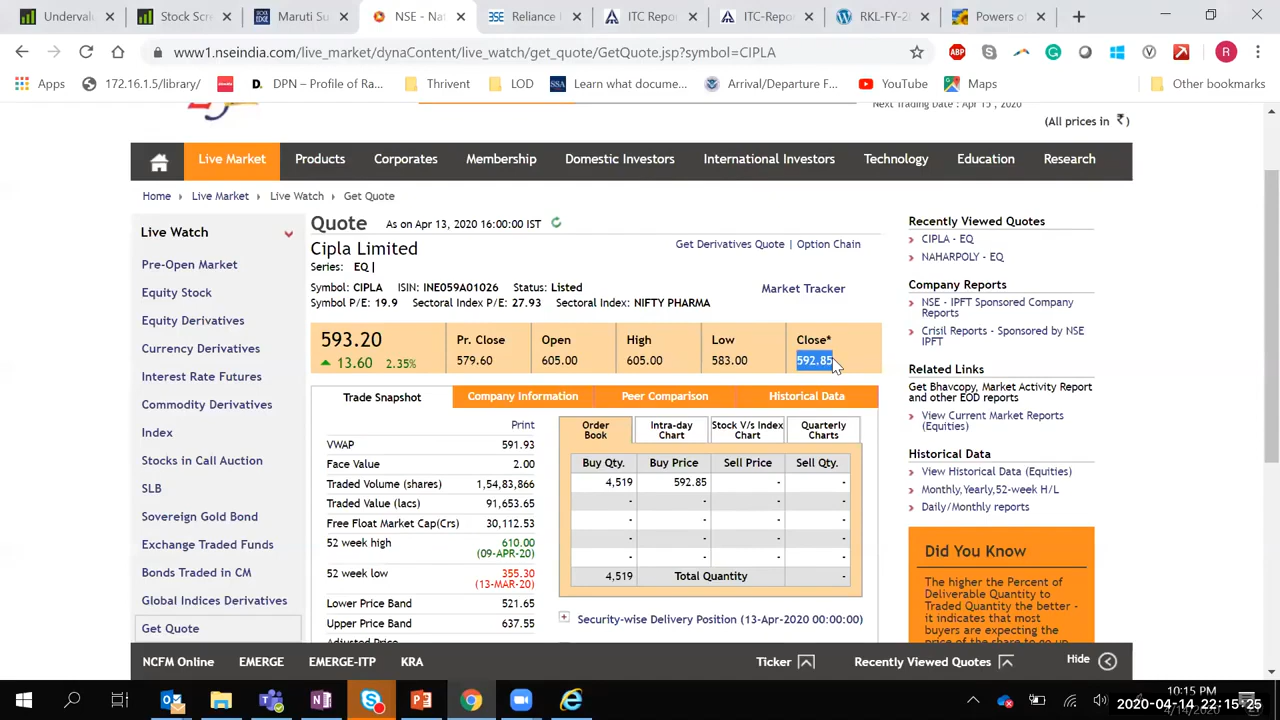 Undervalu
Stock Scr
Maruti Su
NSE - Nat
Reliance
ITC Repor
ITC-Repor
RKL-FY-2
Powers of
www1.nseindia.com/live_market/dynaContent/live_watch/get_quote/GetQuote.jsp?symbol=CIPLA
ABP
R
Apps
172.16.1.5/library/
DPN – Profile of Ra...
Thrivent
LOD
SSA
Learn what docume...
Arrival/Departure F...
YouTube
Maps
Other bookmarks
Next Trading Date : Apr 15 , 2020
(All prices in ₹)
Live Market
Products
Corporates
Membership
Domestic Investors
International Investors
Technology
Education
Research
Home
Live Market
Live Watch
Get Quote
Live Watch
Pre-Open Market
Equity Stock
Equity Derivatives
Currency Derivatives
Interest Rate Futures
Commodity Derivatives
Index
Stocks in Call Auction
SLB
Sovereign Gold Bond
Exchange Traded Funds
Bonds Traded in CM
Global Indices Derivatives
Get Quote
Quote As on Apr 13, 2020 16:00:00 IST
Cipla Limited
Get Derivatives Quote | Option Chain
Series: EQ |
Symbol: CIPLA ISIN: INE059A01026 Status: Listed
Market Tracker
Symbol P/E: 19.9 Sectoral Index P/E: 27.93 Sectoral Index: NIFTY PHARMA
593.20 Pr. Close Open High Low Close*
13.60 2.35% 579.60 605.00 605.00 583.00 592.85
Trade Snapshot
Company Information
Peer Comparison
Historical Data
Print
VWAP 591.93
Face Value 2.00
Traded Volume (shares) 1,54,83,866
Traded Value (lacs) 91,653.65
Free Float Market Cap(Crs) 30,112.53
52 week high 610.00
(09-APR-20)
52 week low 355.30
(13-MAR-20)
Lower Price Band 521.65
Upper Price Band 637.55
Adjusted Price
Order Book
Intra-day Chart
Stock V/s Index Chart
Quarterly Charts
Buy Qty. Buy Price Sell Price Sell Qty.
4,519 592.85 - -
- - - -
- - - -
- - - -
- - - -
4,519 Total Quantity -
Security-wise Delivery Position (13-Apr-2020 00:00:00)
Recently Viewed Quotes
CIPLA - EQ
NAHARPOLY - EQ
Company Reports
NSE - IPFT Sponsored Company
Reports
Crisil Reports - Sponsored by NSE
IPFT
Related Links
Get Bhavcopy, Market Activity Report
and other EOD reports
View Current Market Reports
(Equities)
Historical Data
View Historical Data (Equities)
Monthly,Yearly,52-week H/L
Daily/Monthly reports
Did You Know
The higher the Percent of
Deliverable Quantity to
Traded Quantity the better -
it indicates that most
buyers are expecting the
price of the share to go up
NCFM Online
EMERGE
EMERGE-ITP
KRA
Ticker
Recently Viewed Quotes
Hide
10:15 PM
4/14/2020
2020-04-14 22:15:25